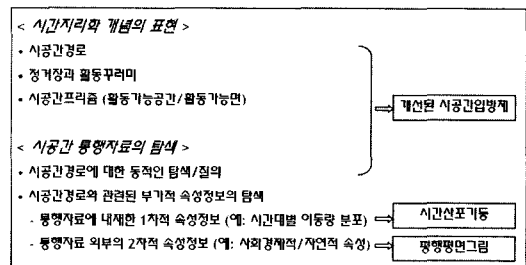 < 시간지리학 개념의 표현 >
• 시공간경로
• 정거장과 활동꾸러미
• 시공간프리즘 (활동가능공간/활동가능면)
개선된 시공간입방체
< 시공간 통행자료의 탐색 >
• 시공간경로에 대한 동적인 탐색/질의
• 시공간경로와 관련된 부가적 속성정보의 탐색
- 통행자료에 내재한 1차적 속성정보 (예: 시간대별 이동량 분포)
시간산포기둥
- 통행자료 외부의 2차적 속성정보 (예: 사회경제적/자연적 속성)
평행평면그림